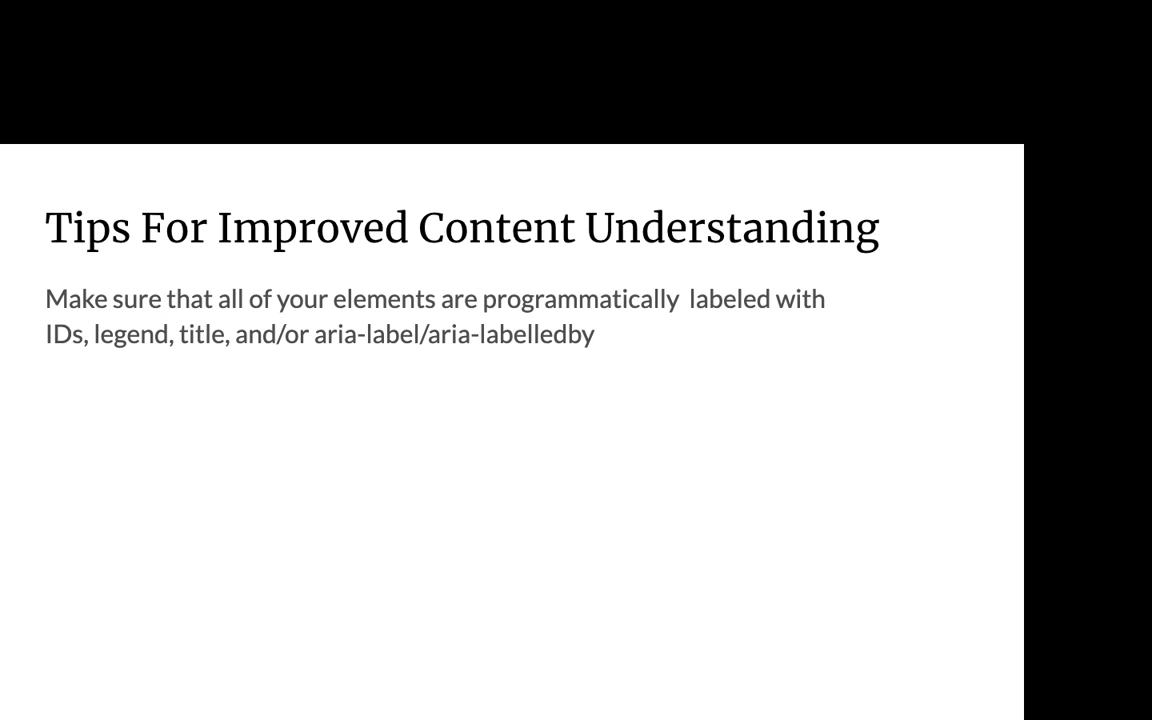 Tips For Improved Content Understanding
Make sure that all of your elements are programmatically  labeled with
IDs, legend, title, and/or aria-label/aria-labelledby